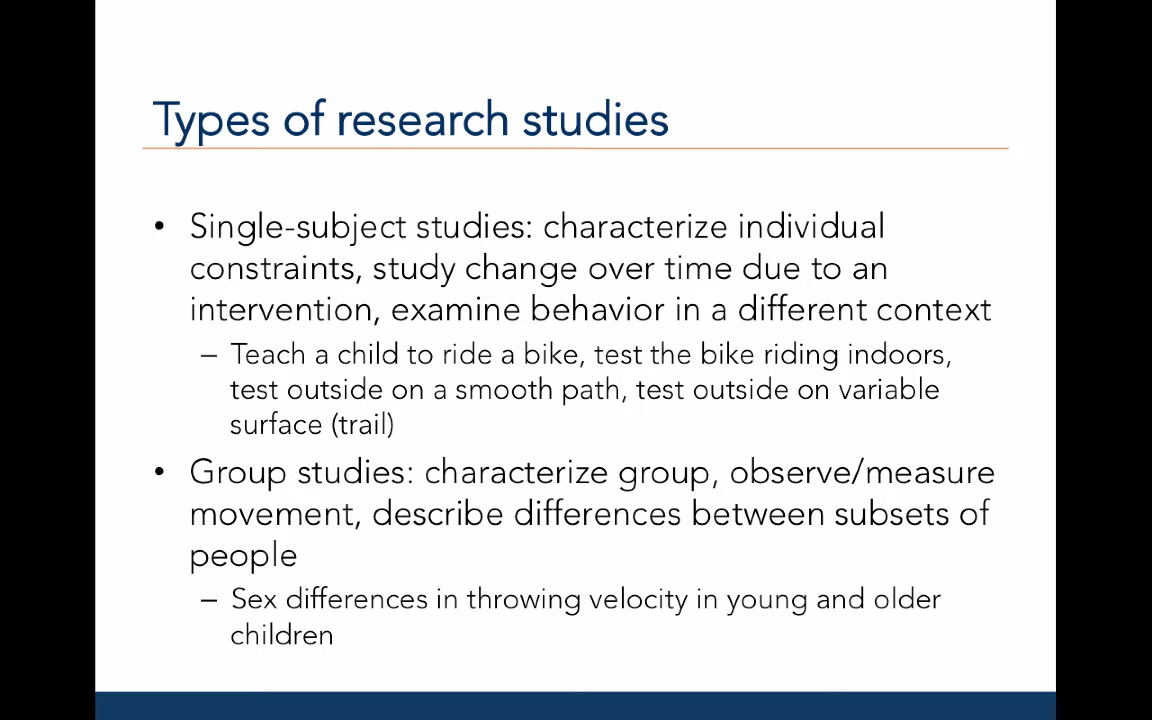 Types of research studies
• Single-subject studies: characterize individual
constraints, study change over time due to an
intervention, examine behavior in a different context
– Teach a child to ride a bike, test the bike riding indoors,
test outside on a smooth path, test outside on variable
surface (trail)
• Group studies: characterize group, observe/measure
movement, describe differences between subsets of
people
– Sex differences in throwing velocity in young and older
children